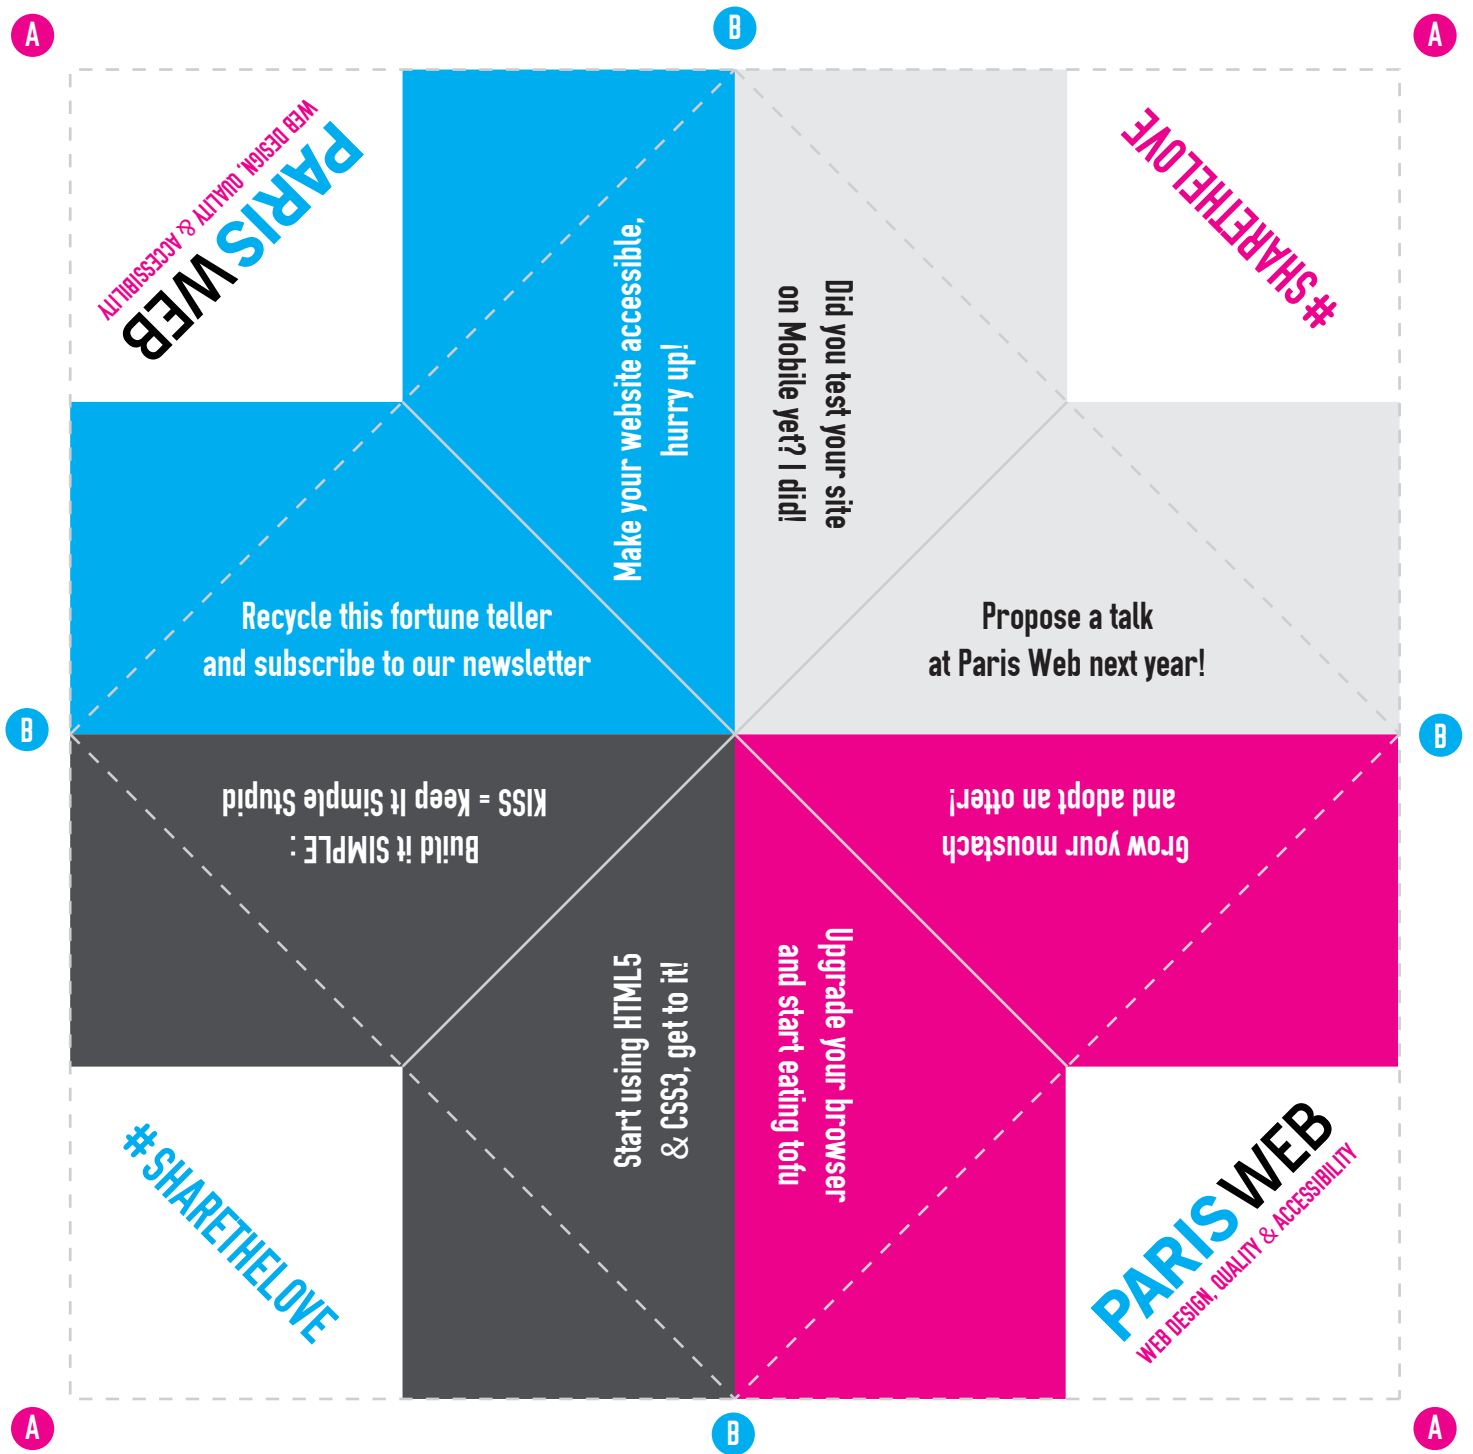 A
B
A
PARIS WEB
WEB DESIGN, QUALITY & ACCESSIBILITY
#SHARETHELOVE
Make your website accessible,
hurry up!
Did you test your site
on Mobile yet? I did!
Recycle this fortune teller
and subscribe to our newsletter
Propose a talk
at Paris Web next year!
B
B
Build it SIMPLE :
KISS = Keep It Simple Stupid
Grow your moustach
and adopt an otter!
Start using HTML5
& CSS3, get to it!
Upgrade your browser
and start eating tofu
#SHARETHELOVE
PARIS WEB
WEB DESIGN, QUALITY & ACCESSIBILITY
A
B
A